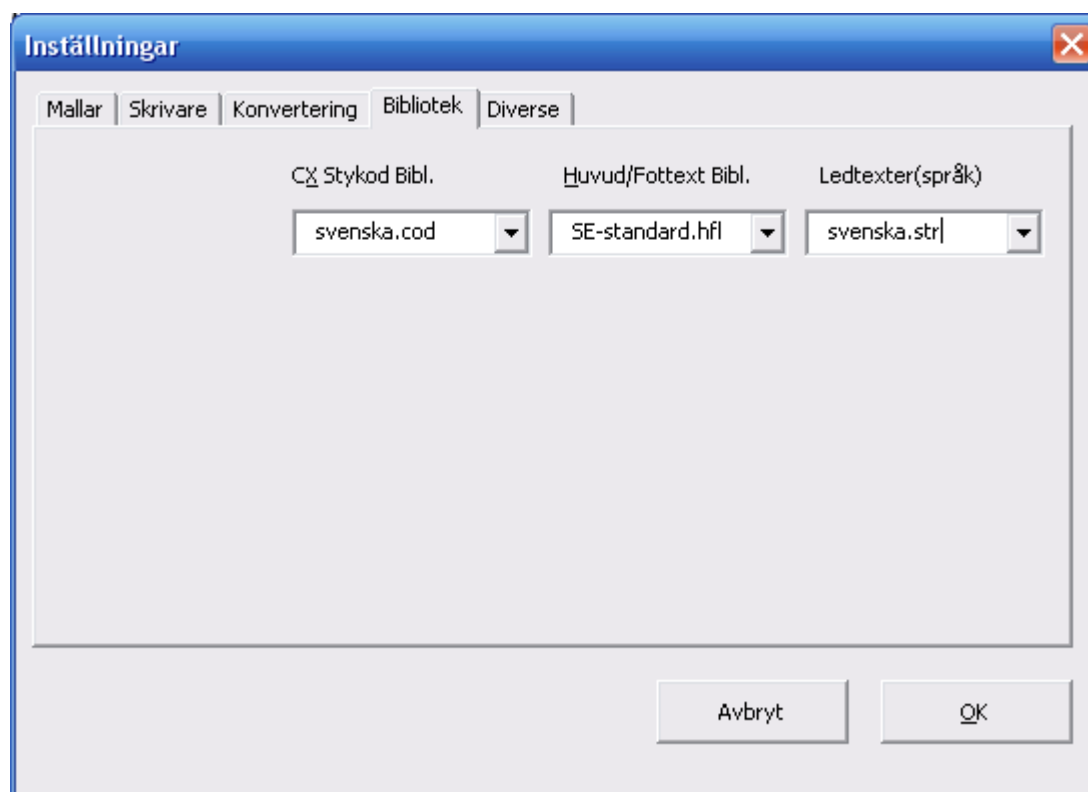 Inställningar
Mallar Skrivare Konvertering Bibliotek Diverse
CX Stykod Bibl. Huvud/Fottext Bibl. Ledtexter(språk)
svenska.cod SE-standard.hfl svenska.str
Avbryt OK